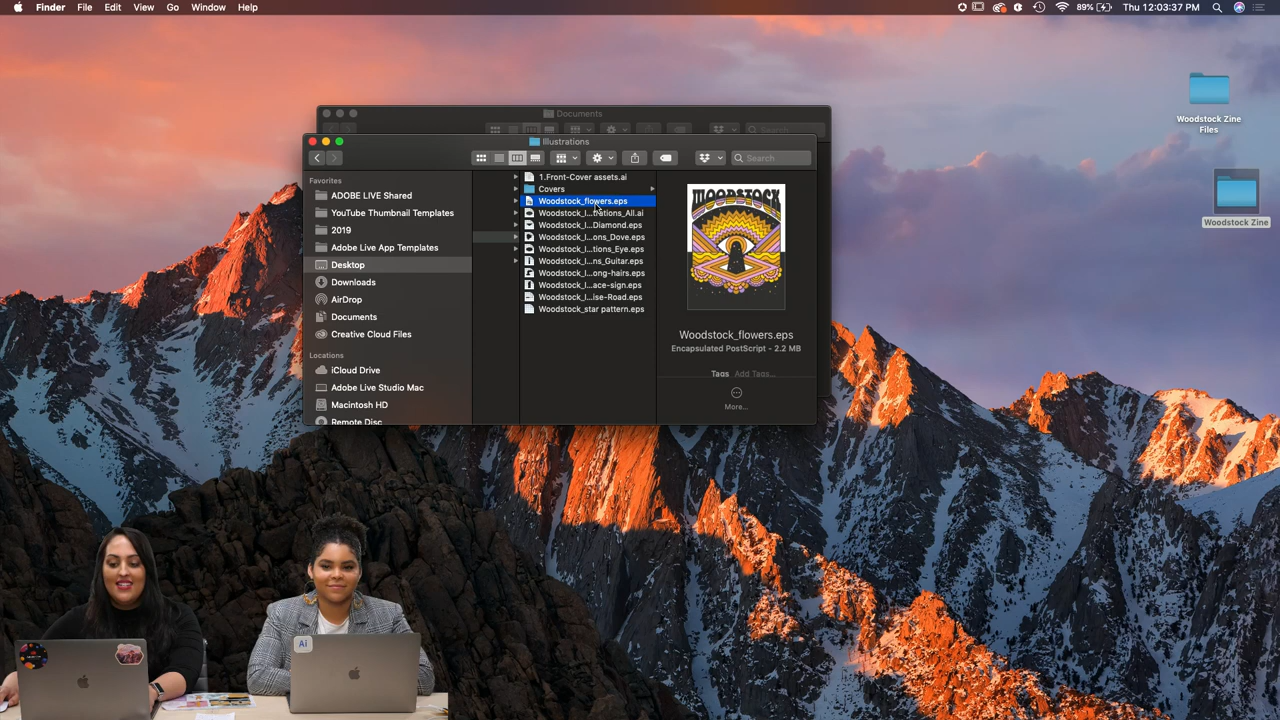 Finder File Edit View Go Window Help
89% Thu 12:03:37 PM
Woodstock Zine
Files
Woodstock Zine
Documents
Search
Illustrations
Search
Favorites
ADOBE LIVE Shared
YouTube Thumbnail Templates
2019
Adobe Live App Templates
Desktop
Downloads
AirDrop
Documents
Creative Cloud Files
Locations
iCloud Drive
Adobe Live Studio Mac
Macintosh HD
Remote Disc
1.Front-Cover assets.ai
Covers
Woodstock_flowers.eps
Woodstock_I...rations_All.ai
Woodstock_I...Diamond.eps
Woodstock_I...ons_Dove.eps
Woodstock_I...tions_Eye.eps
Woodstock_I...ns_Guitar.eps
Woodstock_I...ong-hairs.eps
Woodstock_I...ace-sign.eps
Woodstock_I...ise-Road.eps
Woodstock_star pattern.eps
WOODSTOCK
Woodstock_flowers.eps
Encapsulated PostScript - 2.2 MB
Tags Add Tags...
More...
Ai